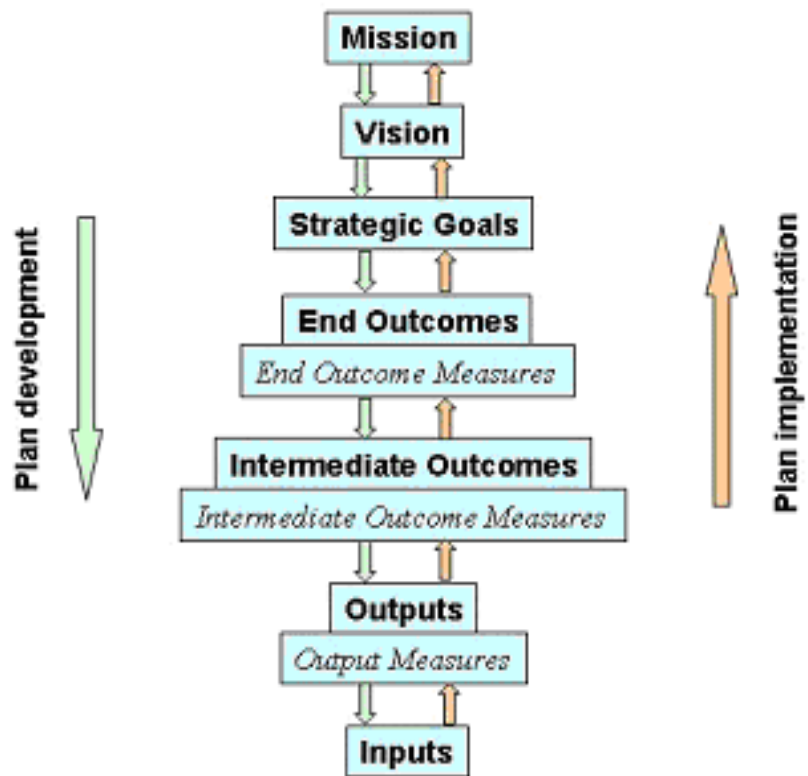 Mission
Vision
Strategic Goals
End Outcomes
End Outcome Measures
Intermediate Outcomes
Intermediate Outcome Measures
Outputs
Output Measures
Inputs
Plan development
Plan implementation